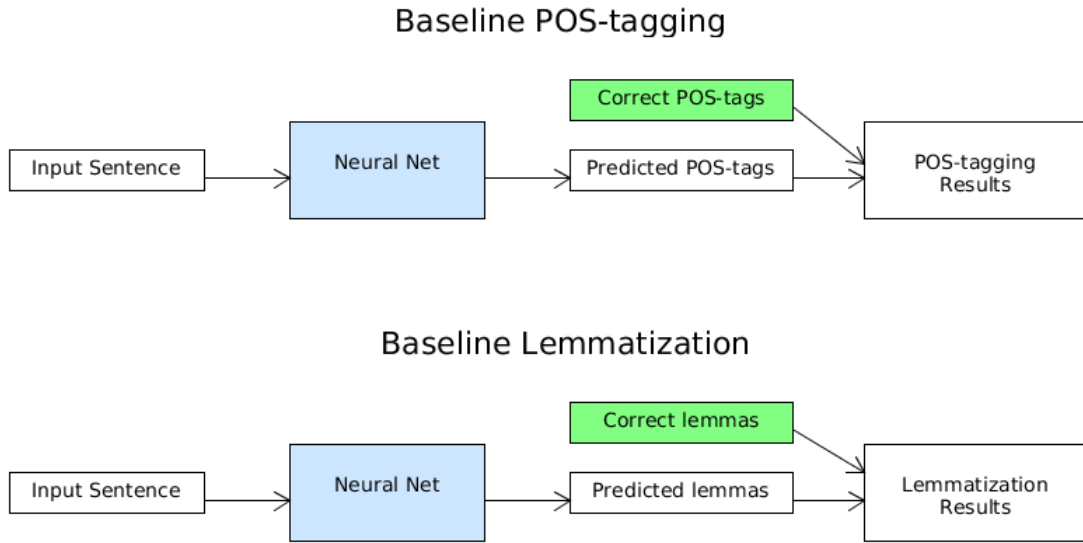 Baseline POS-tagging
Correct POS-tags
Input Sentence
Neural Net
Predicted POS-tags
POS-tagging
Results
Baseline Lemmatization
Correct lemmas
Input Sentence
Neural Net
Predicted lemmas
Lemmatization
Results